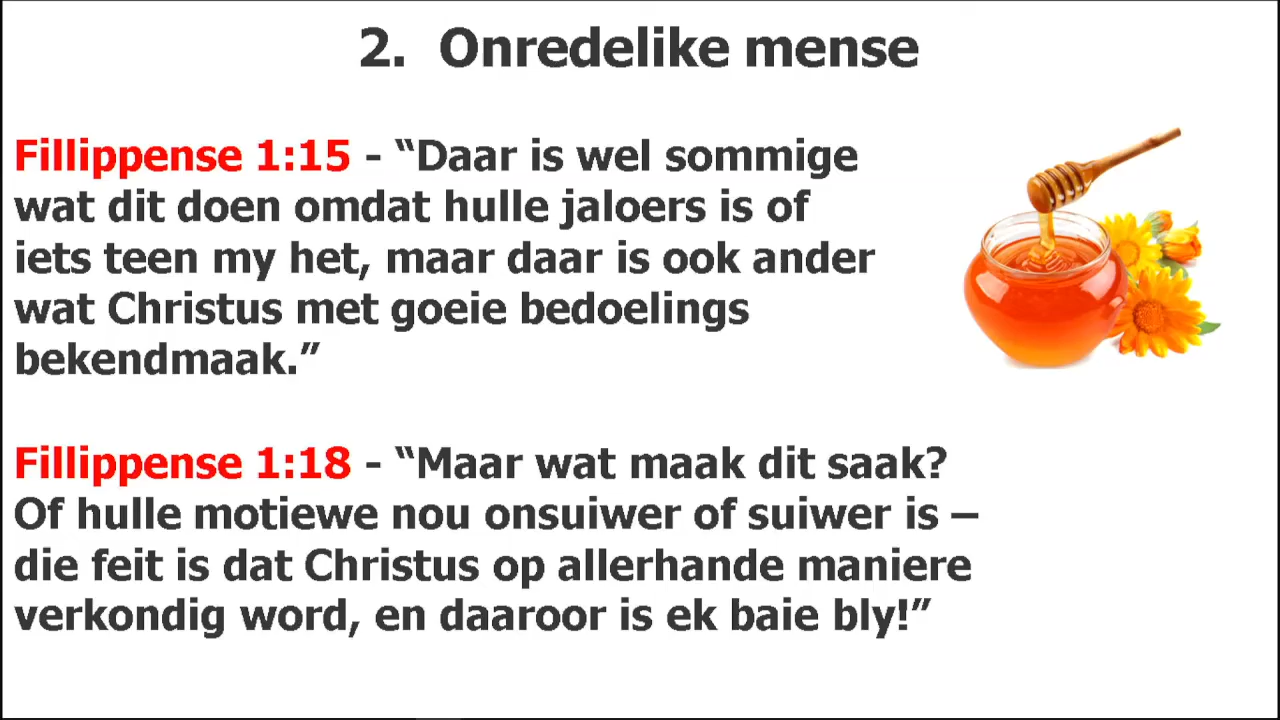 2. Onredelike mense
Fillippense 1:15 - “Daar is wel sommige
wat dit doen omdat hulle jaloers is of
iets teen my het, maar daar is ook ander
wat Christus met goeie bedoelings
bekendmaak.”
Fillippense 1:18 - “Maar wat maak dit saak?
Of hulle motiewe nou onsuiwer of suiwer is –
die feit is dat Christus op allerhande maniere
verkondig word, en daaroor is ek baie bly!”